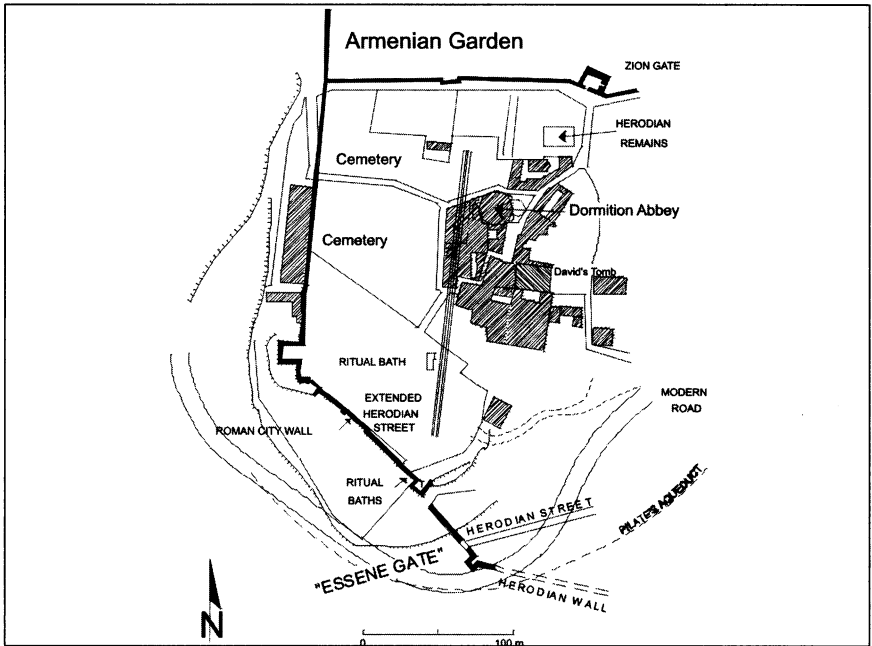 Armenian Garden
ZION GATE
HERODIAN
REMAINS
Cemetery
Dormition Abbey
Cemetery
David's Tomb
RITUAL BATH
MODERN
ROAD
EXTENDED
HERODIAN
STREET
ROMAN CITY WALL
RITUAL
BATHS
HERODIAN STREET
PILATE'S AQUEDUCT
"ESSENE GATE"
HERODIAN WALL
N
0 100 m